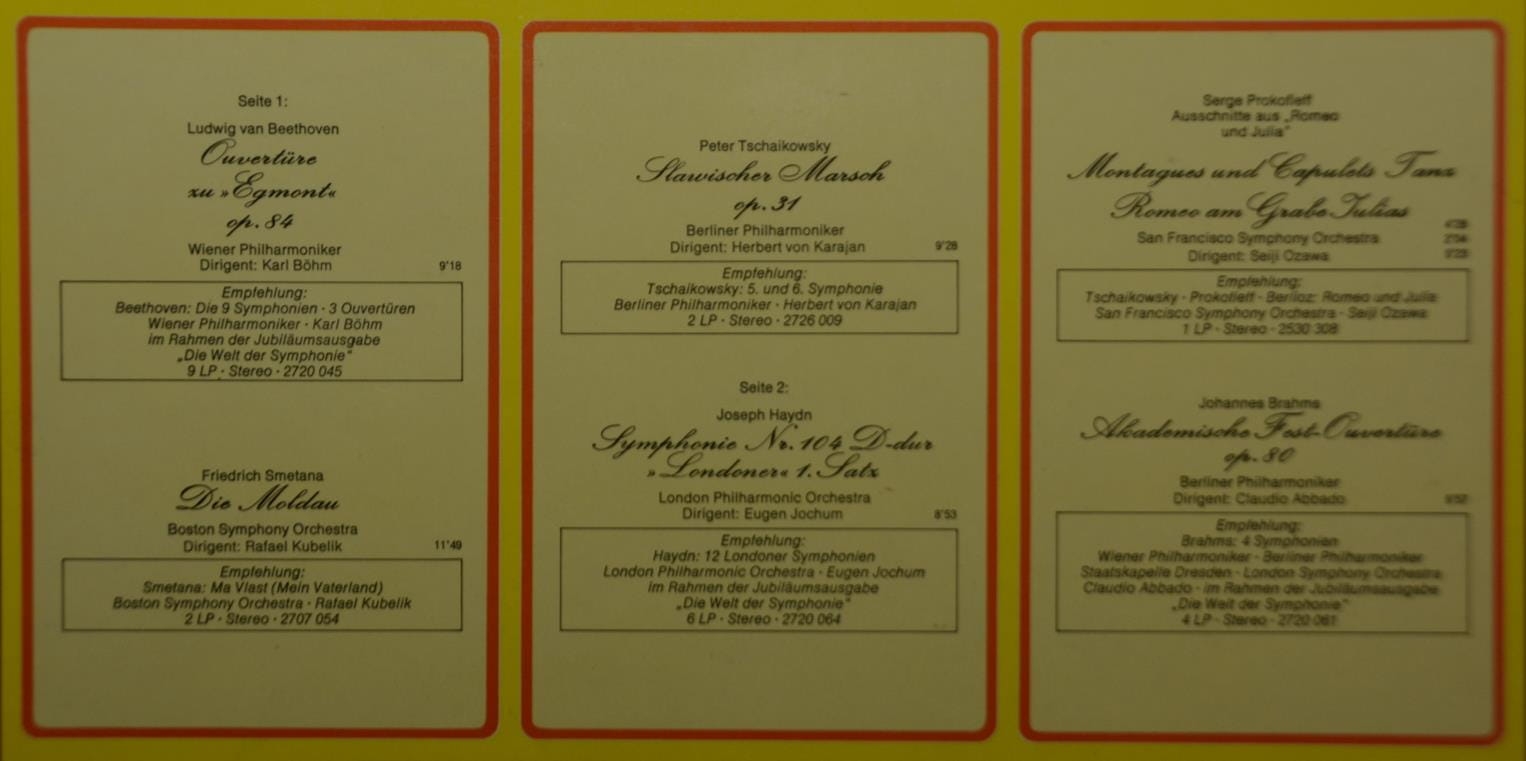 Seite 1:
Ludwig van Beethoven
Ouvertüre
zu »Egmont«
op. 84
Wiener Philharmoniker
Dirigent: Karl Böhm 9'18
Empfehlung:
Beethoven: Die 9 Symphonien · 3 Ouvertüren
Wiener Philharmoniker · Karl Böhm
im Rahmen der Jubiläumsausgabe
„Die Welt der Symphonie"
9 LP · Stereo · 2720 045
Friedrich Smetana
Die Moldau
Boston Symphony Orchestra
Dirigent: Rafael Kubelik 11'49
Empfehlung:
Smetana: Ma Vlast (Mein Vaterland)
Boston Symphony Orchestra · Rafael Kubelik
2 LP · Stereo · 2707 054
Peter Tschaikowsky
Slawischer Marsch
op. 31
Berliner Philharmoniker
Dirigent: Herbert von Karajan 9'28
Empfehlung:
Tschaikowsky: 5. und 6. Symphonie
Berliner Philharmoniker · Herbert von Karajan
2 LP · Stereo · 2726 009
Seite 2:
Joseph Haydn
Symphonie Nr. 104 D-dur
»Londoner« 1. Satz
London Philharmonic Orchestra
Dirigent: Eugen Jochum 8'53
Empfehlung:
Haydn: 12 Londoner Symphonien
London Philharmonic Orchestra · Eugen Jochum
im Rahmen der Jubiläumsausgabe
„Die Welt der Symphonie"
6 LP · Stereo · 2720 064
Serge Prokofieff
Ausschnitte aus „Romeo
und Julia"
Montagues und Capulets Tanz
Romeo am Grabe Julias
San Francisco Symphony Orchestra
Dirigent: Seiji Ozawa
Empfehlung:
Tschaikowsky · Prokofieff · Berlioz: Romeo und Julia
San Francisco Symphony Orchestra · Seiji Ozawa
1 LP · Stereo · 2530 308
Johannes Brahms
Akademische Fest-Ouvertüre
op. 80
Berliner Philharmoniker
Dirigent: Claudio Abbado
Empfehlung:
Brahms: 4 Symphonien
Wiener Philharmoniker · Berliner Philharmoniker
Staatskapelle Dresden · London Symphony Orchestra
Claudio Abbado · im Rahmen der Jubiläumsausgabe
„Die Welt der Symphonie"
4 LP · Stereo · 2720 061